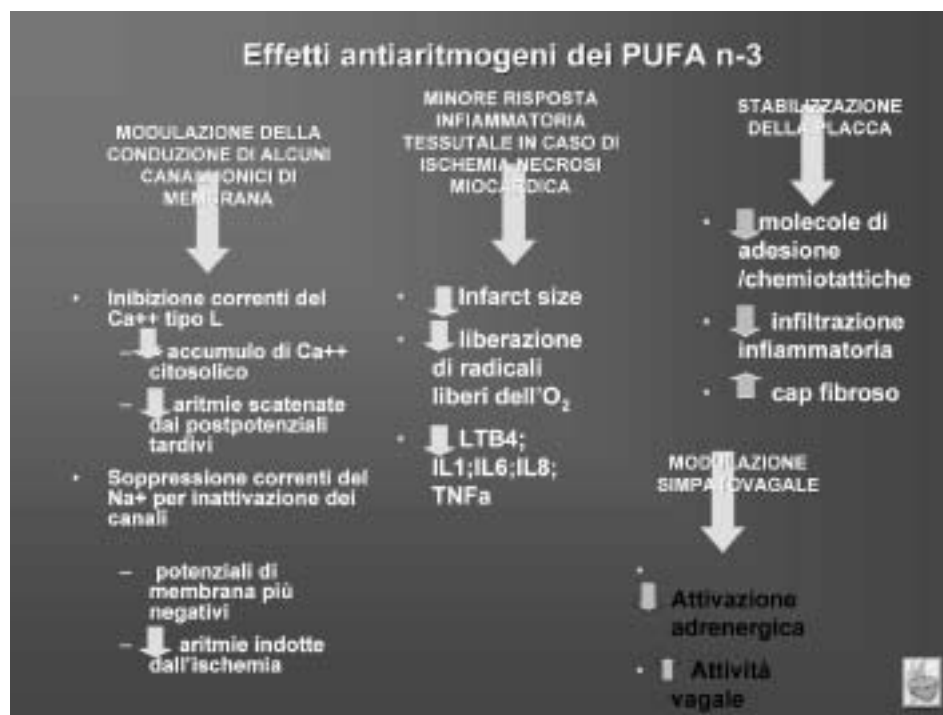 Effetti antiaritmogeni dei PUFA n-3
MODULAZIONE DELLA
CONDUZIONE DI ALCUNI
CANALI IONICI DI
MEMBRANA
• Inibizione correnti del
Ca++ tipo L
– accumulo di Ca++
citosolico
– aritmie scatenate
dai postpotenziali
tardivi
• Soppressione correnti del
Na+ per inattivazione dei
canali
– potenziali di
membrana più
negativi
– aritmie indotte
dall'ischemia
MINORE RISPOSTA
INFIAMMATORIA
TESSUTALE IN CASO DI
ISCHEMIA NECROSI
MIOCARDICA
• Infarct size
• liberazione
di radicali
liberi dell'O2
• LTB4;
IL1;IL6;IL8;
TNFa
STABILIZZAZIONE
DELLA PLACCA
• molecole di
adesione
/chemiotattiche
• infiltrazione
infiammatoria
• cap fibroso
MODULAZIONE
SIMPATOVAGALE
•
Attivazione
adrenergica
• Attività
vagale